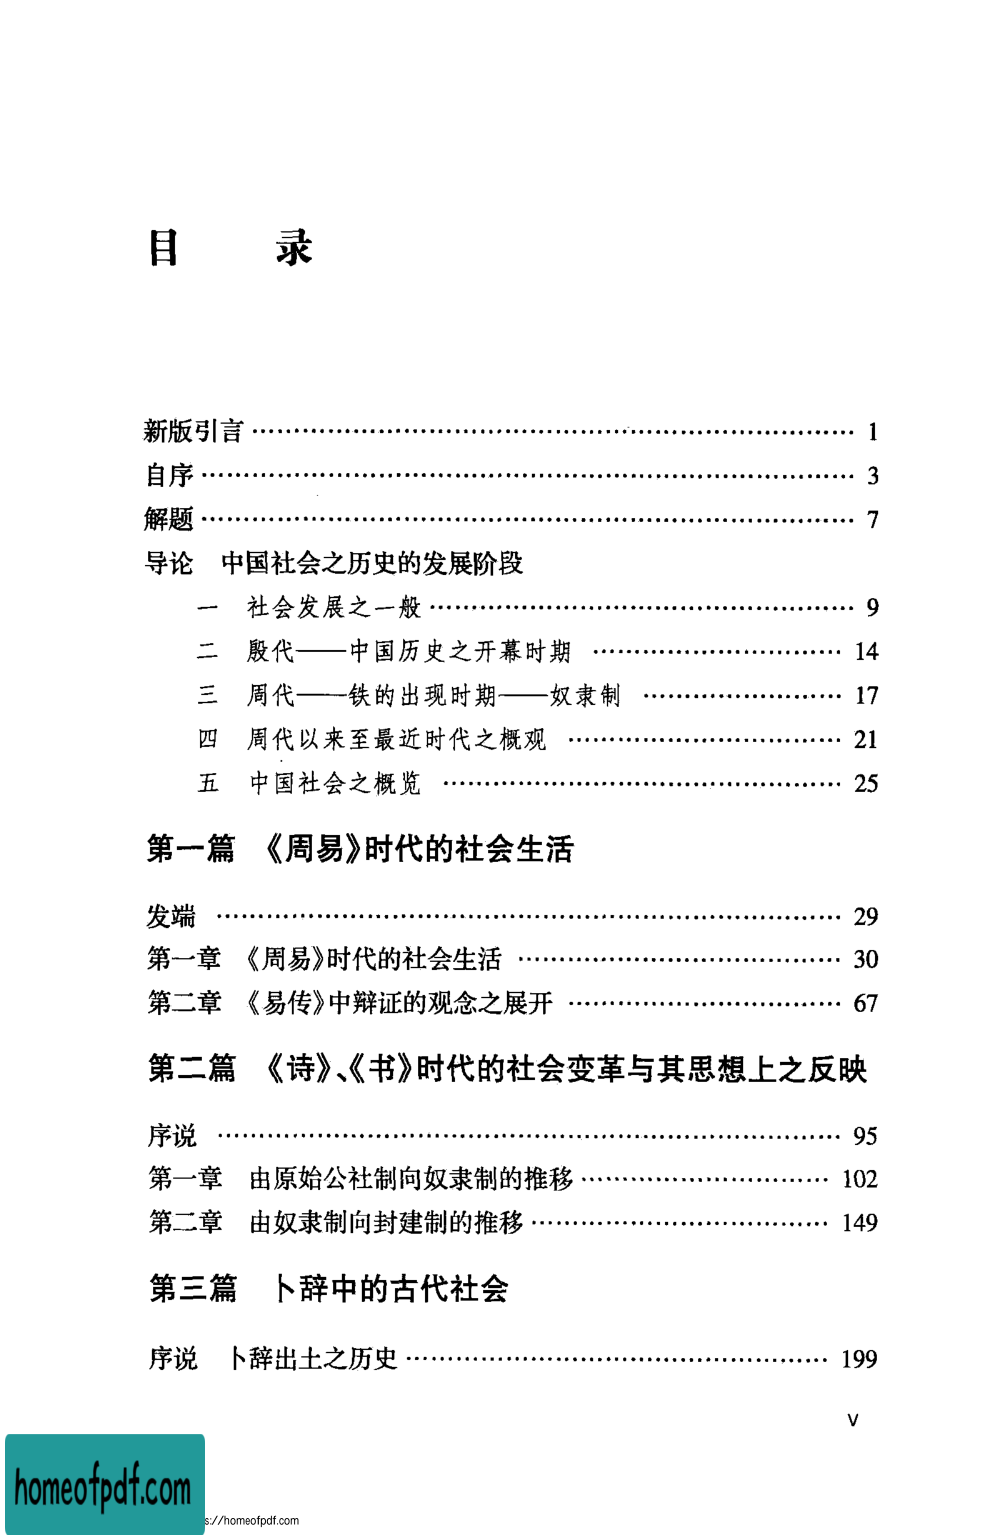 目 录
新版引言 …… 1
自序 …… 3
解题 …… 7
导论 中国社会之历史的发展阶段
一 社会发展之一般 …… 9
二 殷代——中国历史之开幕时期 …… 14
三 周代——铁的出现时期——奴隶制 …… 17
四 周代以来至最近时代之概观 …… 21
五 中国社会之概览 …… 25
第一篇 《周易》时代的社会生活
发端 …… 29
第一章 《周易》时代的社会生活 …… 30
第二章 《易传》中辩证的观念之展开 …… 67
第二篇 《诗》、《书》时代的社会变革与其思想上之反映
序说 …… 95
第一章 由原始公社制向奴隶制的推移 …… 102
第二章 由奴隶制向封建制的推移 …… 149
第三篇 卜辞中的古代社会
序说 卜辞出土之历史 …… 199
V
homeofpdf.com
s://homeofpdf.com